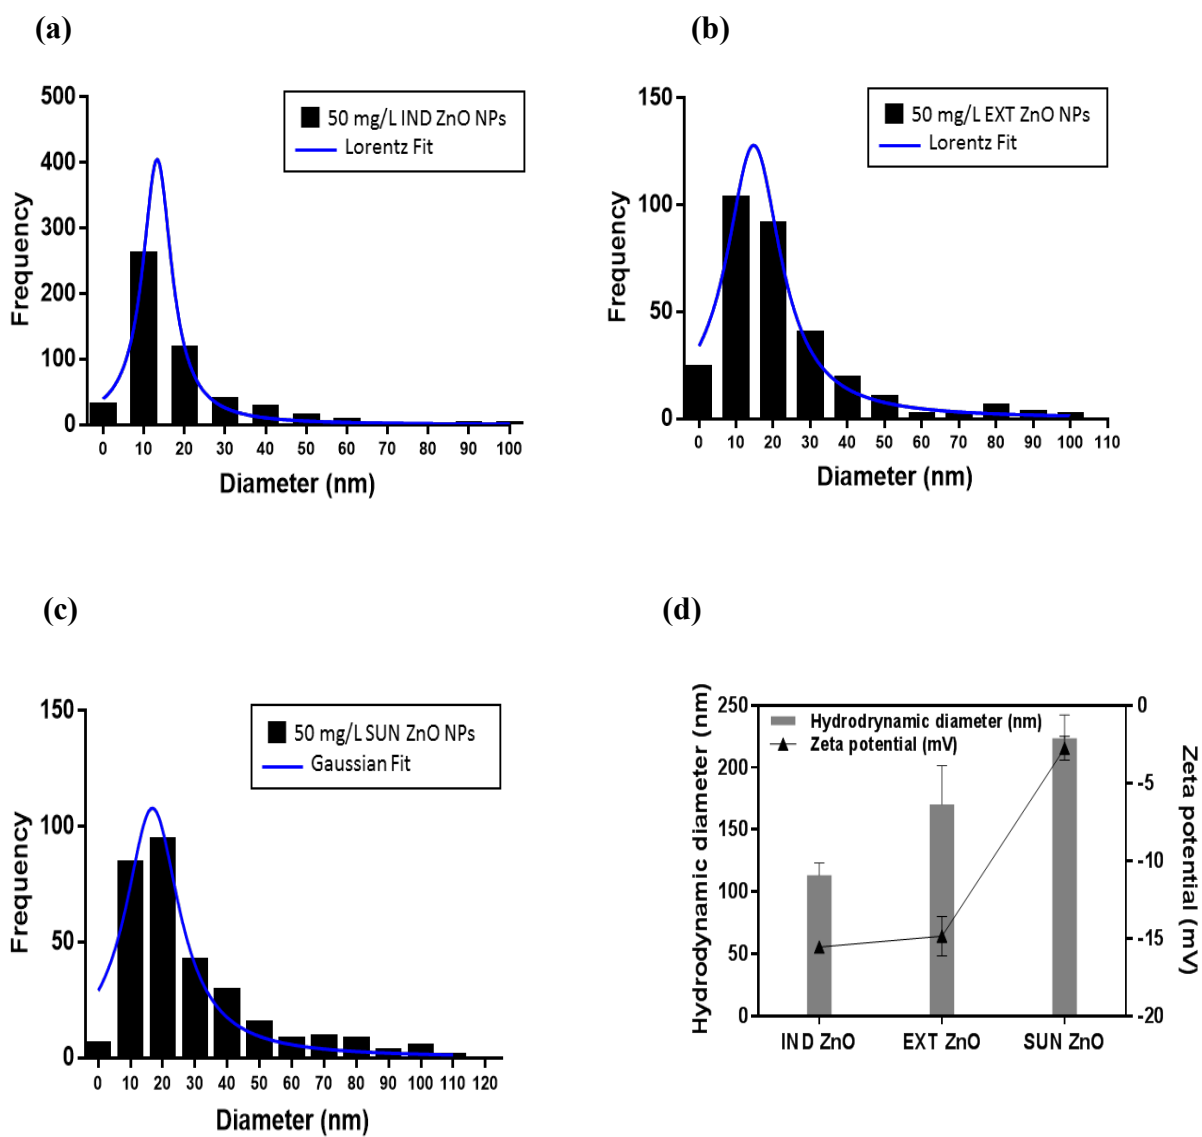 (a)
500
400
300
200
100
0
Frequency
50 mg/L IND ZnO NPs
Lorentz Fit
0 10 20 30 40 50 60 70 80 90 100
Diameter (nm)
(b)
150
100
50
0
Frequency
50 mg/L EXT ZnO NPs
Lorentz Fit
0 10 20 30 40 50 60 70 80 90 100 110
Diameter (nm)
(c)
150
100
50
0
Frequency
50 mg/L SUN ZnO NPs
Gaussian Fit
0 10 20 30 40 50 60 70 80 90 100 110 120
Diameter (nm)
(d)
Hydrodynamic diameter (nm)
250
200
150
100
50
0
Hydrodrynamic diameter (nm)
Zeta potential (mV)
0
-5
-10
-15
-20
Zeta potential (mV)
IND ZnO EXT ZnO SUN ZnO